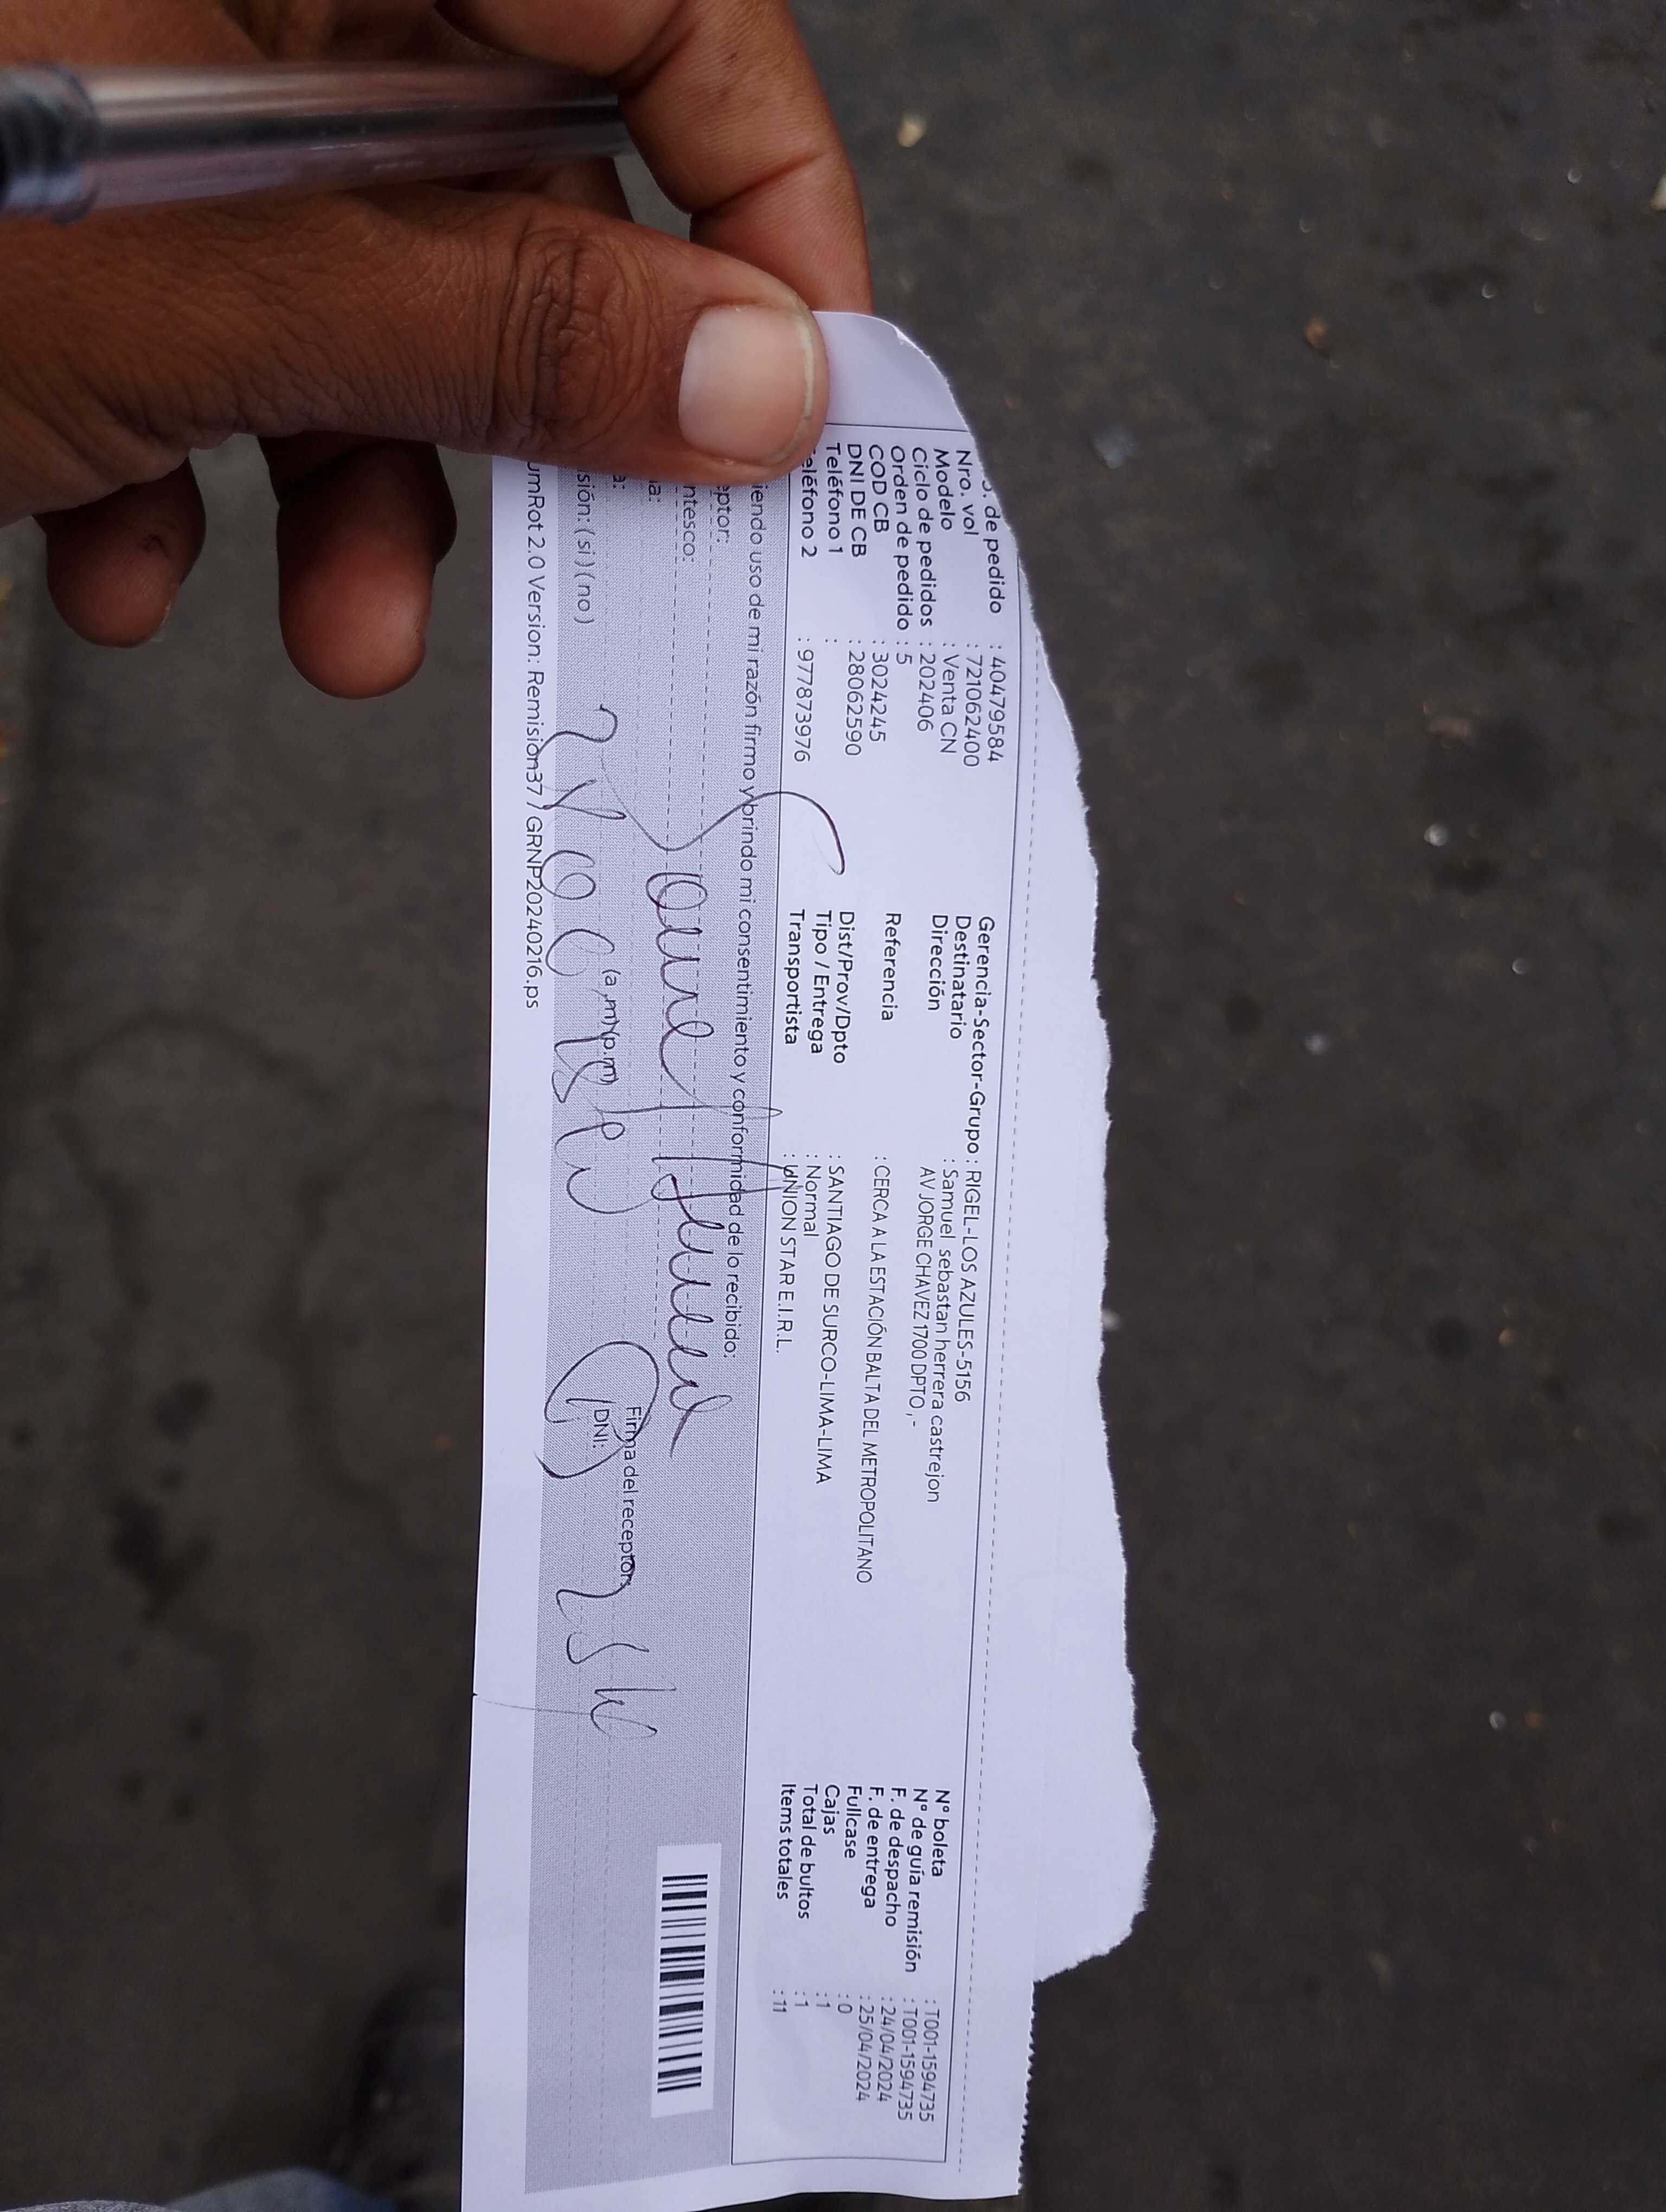 . de pedido : 40479584
Nro. vol : 721062400
Modelo : Venta CN
Ciclo de pedidos : 202406
Orden de pedido : 5
COD CB : 3024245
DNI DE CB : 28062590
Teléfono 1 :
eléfono 2 : 977873976
Gerencia-Sector-Grupo : RIGEL-LOS AZULES-5156
Destinatario : Samuel sebastan herrera castrejon
Dirección AV JORGE CHAVEZ 1700 DPTO ,-
Referencia : CERCA A LA ESTACIÓN BALTA DEL METROPOLITANO
Dist/Prov/Dpto : SANTIAGO DE SURCO-LIMA-LIMA
Tipo / Entrega : Normal
Transportista : UNION STAR E.I.R.L.
N° boleta : T001-1594735
N° de guía remisión : T001-1594735
F. de despacho : 24/04/2024
F. de entrega : 25/04/2024
Fullcase : 0
Cajas : 1
Total de bultos : 1
Items totales : 11
iendo uso de mi razón firmo y brindo mi consentimiento y conformidad de lo recibido:
eptor:
ntesco:
a:
a: (a.m)(p.m)
sión: (si) (no)
Firma del receptor:
DNI:
umRot 2.0 Version: Remision37 / GRNP20240216.ps